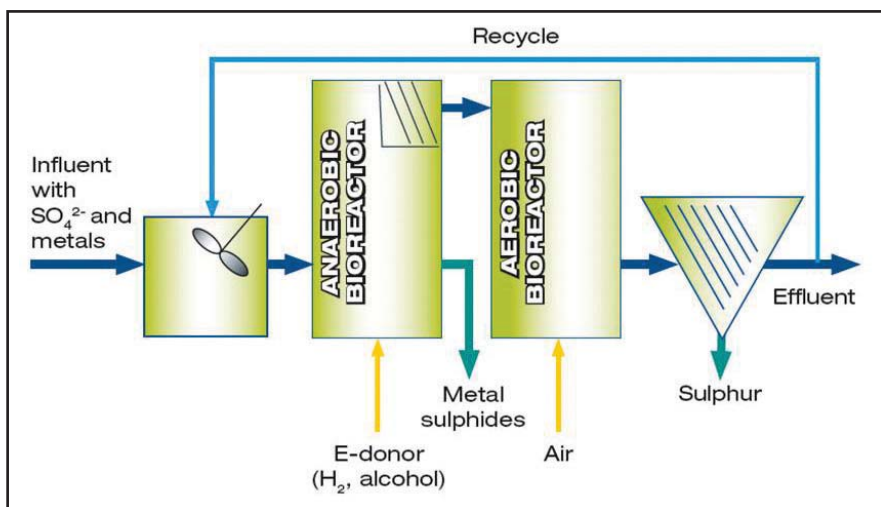 Recycle
Influent
with
SO₄²⁻ and
metals
ANAEROBIC
BIOREACTOR
AEROBIC
BIOREACTOR
Effluent
Metal
sulphides
Sulphur
E-donor
(H₂, alcohol)
Air